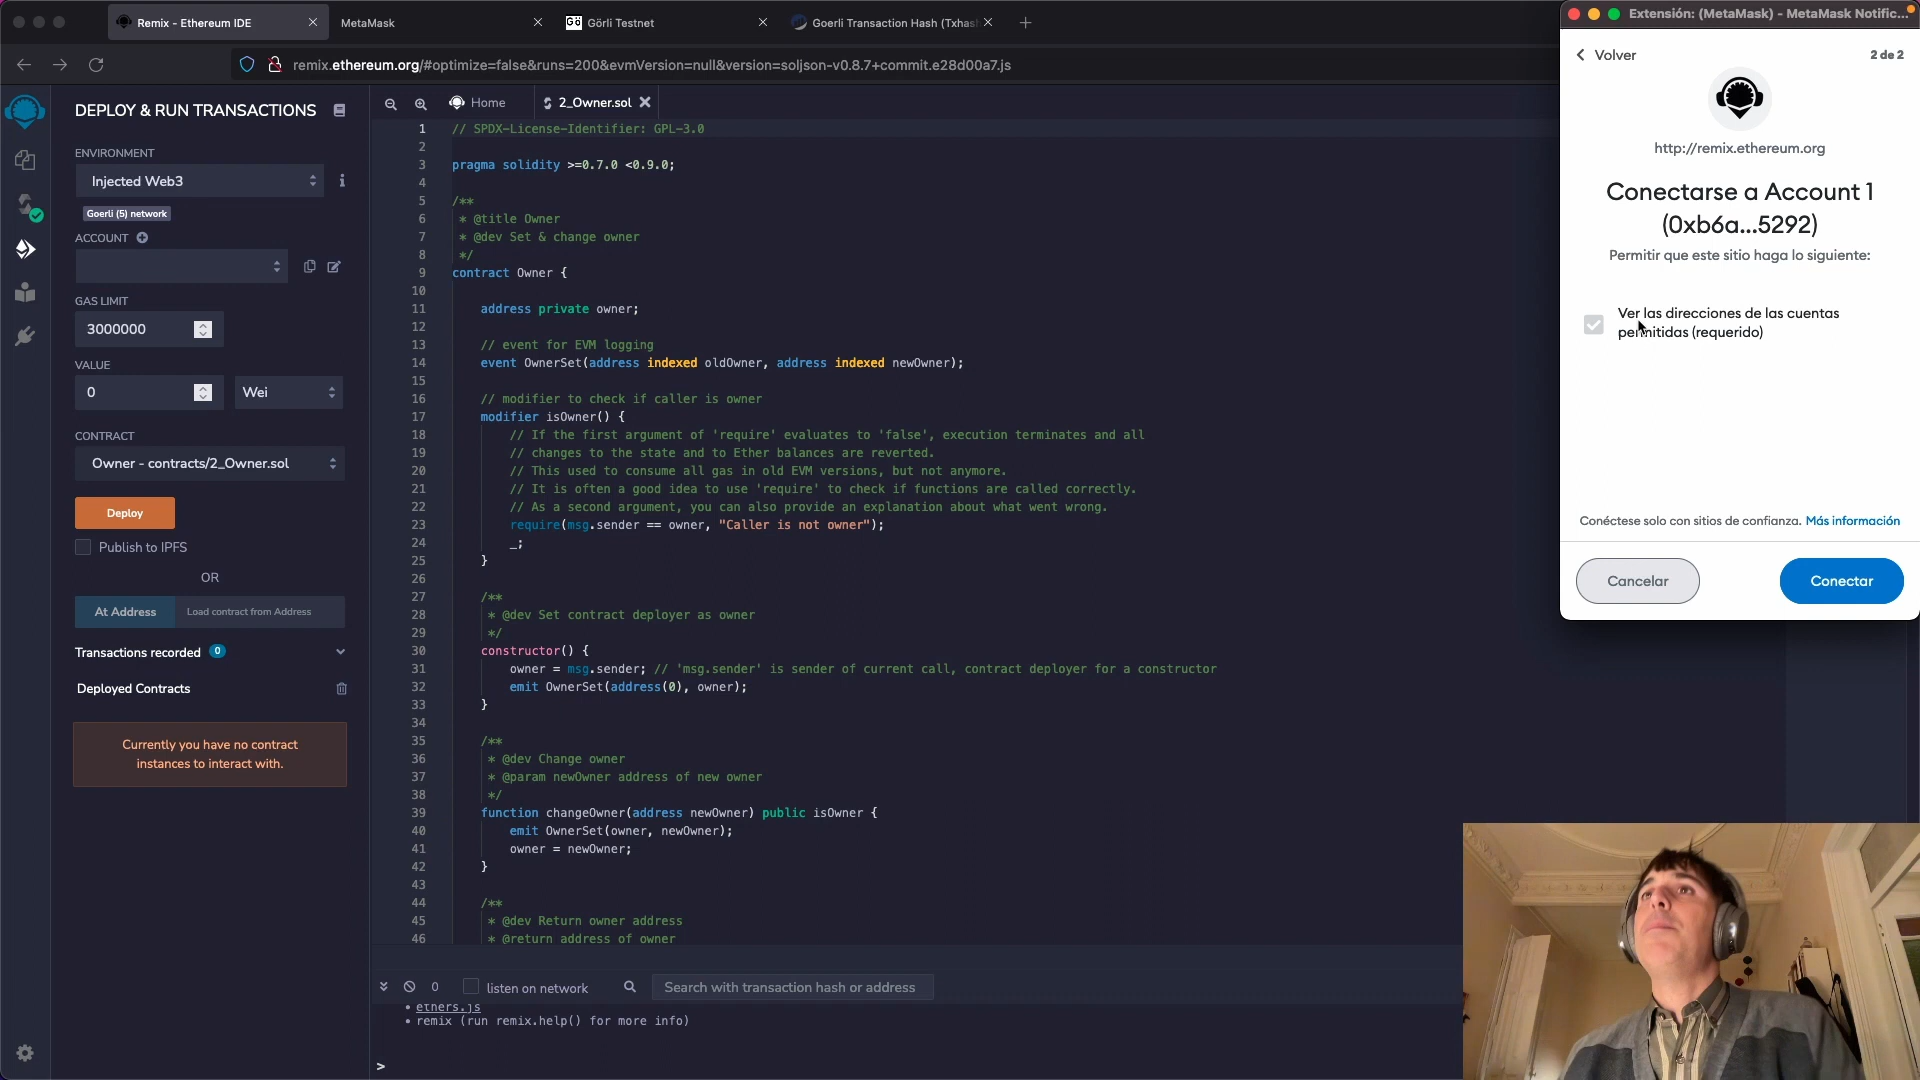 Remix - Ethereum IDE
MetaMask
Gö Görli Testnet
Goerli Transaction Hash (Txhas
Extensión: (MetaMask) - MetaMask Notific...
remix.ethereum.org/#optimize=false&runs=200&evmVersion=null&version=soljson-v0.8.7+commit.e28d00a7.js
DEPLOY & RUN TRANSACTIONS
ENVIRONMENT
Injected Web3
Goerli (5) network
ACCOUNT
GAS LIMIT
3000000
VALUE
0
Wei
CONTRACT
Owner - contracts/2_Owner.sol
Deploy
Publish to IPFS
OR
At Address
Load contract from Address
Transactions recorded 0
Deployed Contracts
Currently you have no contract
instances to interact with.
Home
2_Owner.sol
1 // SPDX-License-Identifier: GPL-3.0
2
3 pragma solidity >=0.7.0 <0.9.0;
4
5 /**
6 * @title Owner
7 * @dev Set & change owner
8 */
9 contract Owner {
10
11 address private owner;
12
13 // event for EVM logging
14 event OwnerSet(address indexed oldOwner, address indexed newOwner);
15
16 // modifier to check if caller is owner
17 modifier isOwner() {
18 // If the first argument of 'require' evaluates to 'false', execution terminates and all
19 // changes to the state and to Ether balances are reverted.
20 // This used to consume all gas in old EVM versions, but not anymore.
21 // It is often a good idea to use 'require' to check if functions are called correctly.
22 // As a second argument, you can also provide an explanation about what went wrong.
23 require(msg.sender == owner, "Caller is not owner");
24 _;
25 }
26
27 /**
28 * @dev Set contract deployer as owner
29 */
30 constructor() {
31 owner = msg.sender; // 'msg.sender' is sender of current call, contract deployer for a constructor
32 emit OwnerSet(address(0), owner);
33 }
34
35 /**
36 * @dev Change owner
37 * @param newOwner address of new owner
38 */
39 function changeOwner(address newOwner) public isOwner {
40 emit OwnerSet(owner, newOwner);
41 owner = newOwner;
42 }
43
44 /**
45 * @dev Return owner address
46 * @return address of owner
0
listen on network
Search with transaction hash or address
• ethers.js
• remix (run remix.help() for more info)
>
Volver
2 de 2
http://remix.ethereum.org
Conectarse a Account 1
(0xb6a...5292)
Permitir que este sitio haga lo siguiente:
Ver las direcciones de las cuentas
permitidas (requerido)
Conéctese solo con sitios de confianza. Más información
Cancelar
Conectar